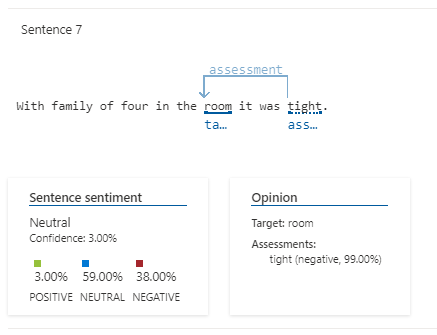 Sentence 7
assessment
With family of four in the room it was tight.
ta... ass...
Sentence sentiment
Neutral
Confidence: 3.00%
3.00% 59.00% 38.00%
POSITIVE NEUTRAL NEGATIVE
Opinion
Target: room
Assessments:
tight (negative, 99.00%)